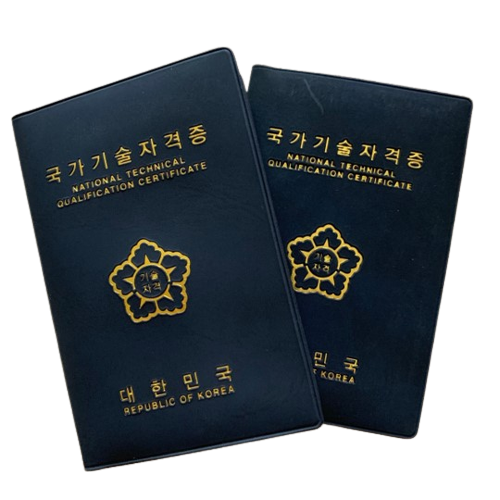 국가기술자격증
NATIONAL TECHNICAL
QUALIFICATION CERTIFICATE
기술
자격
대한민국
REPUBLIC OF KOREA
국가기술자격증
NATIONAL TECHNICAL
QUALIFICATION CERTIFICATE
기술
자격
민국
KOREA